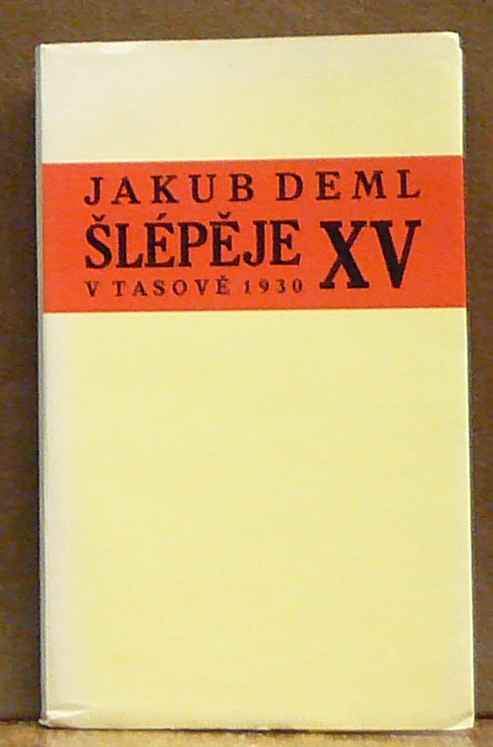 JAKUB DEML
ŠLÉPĚJE XV
V TASOVĚ 1930